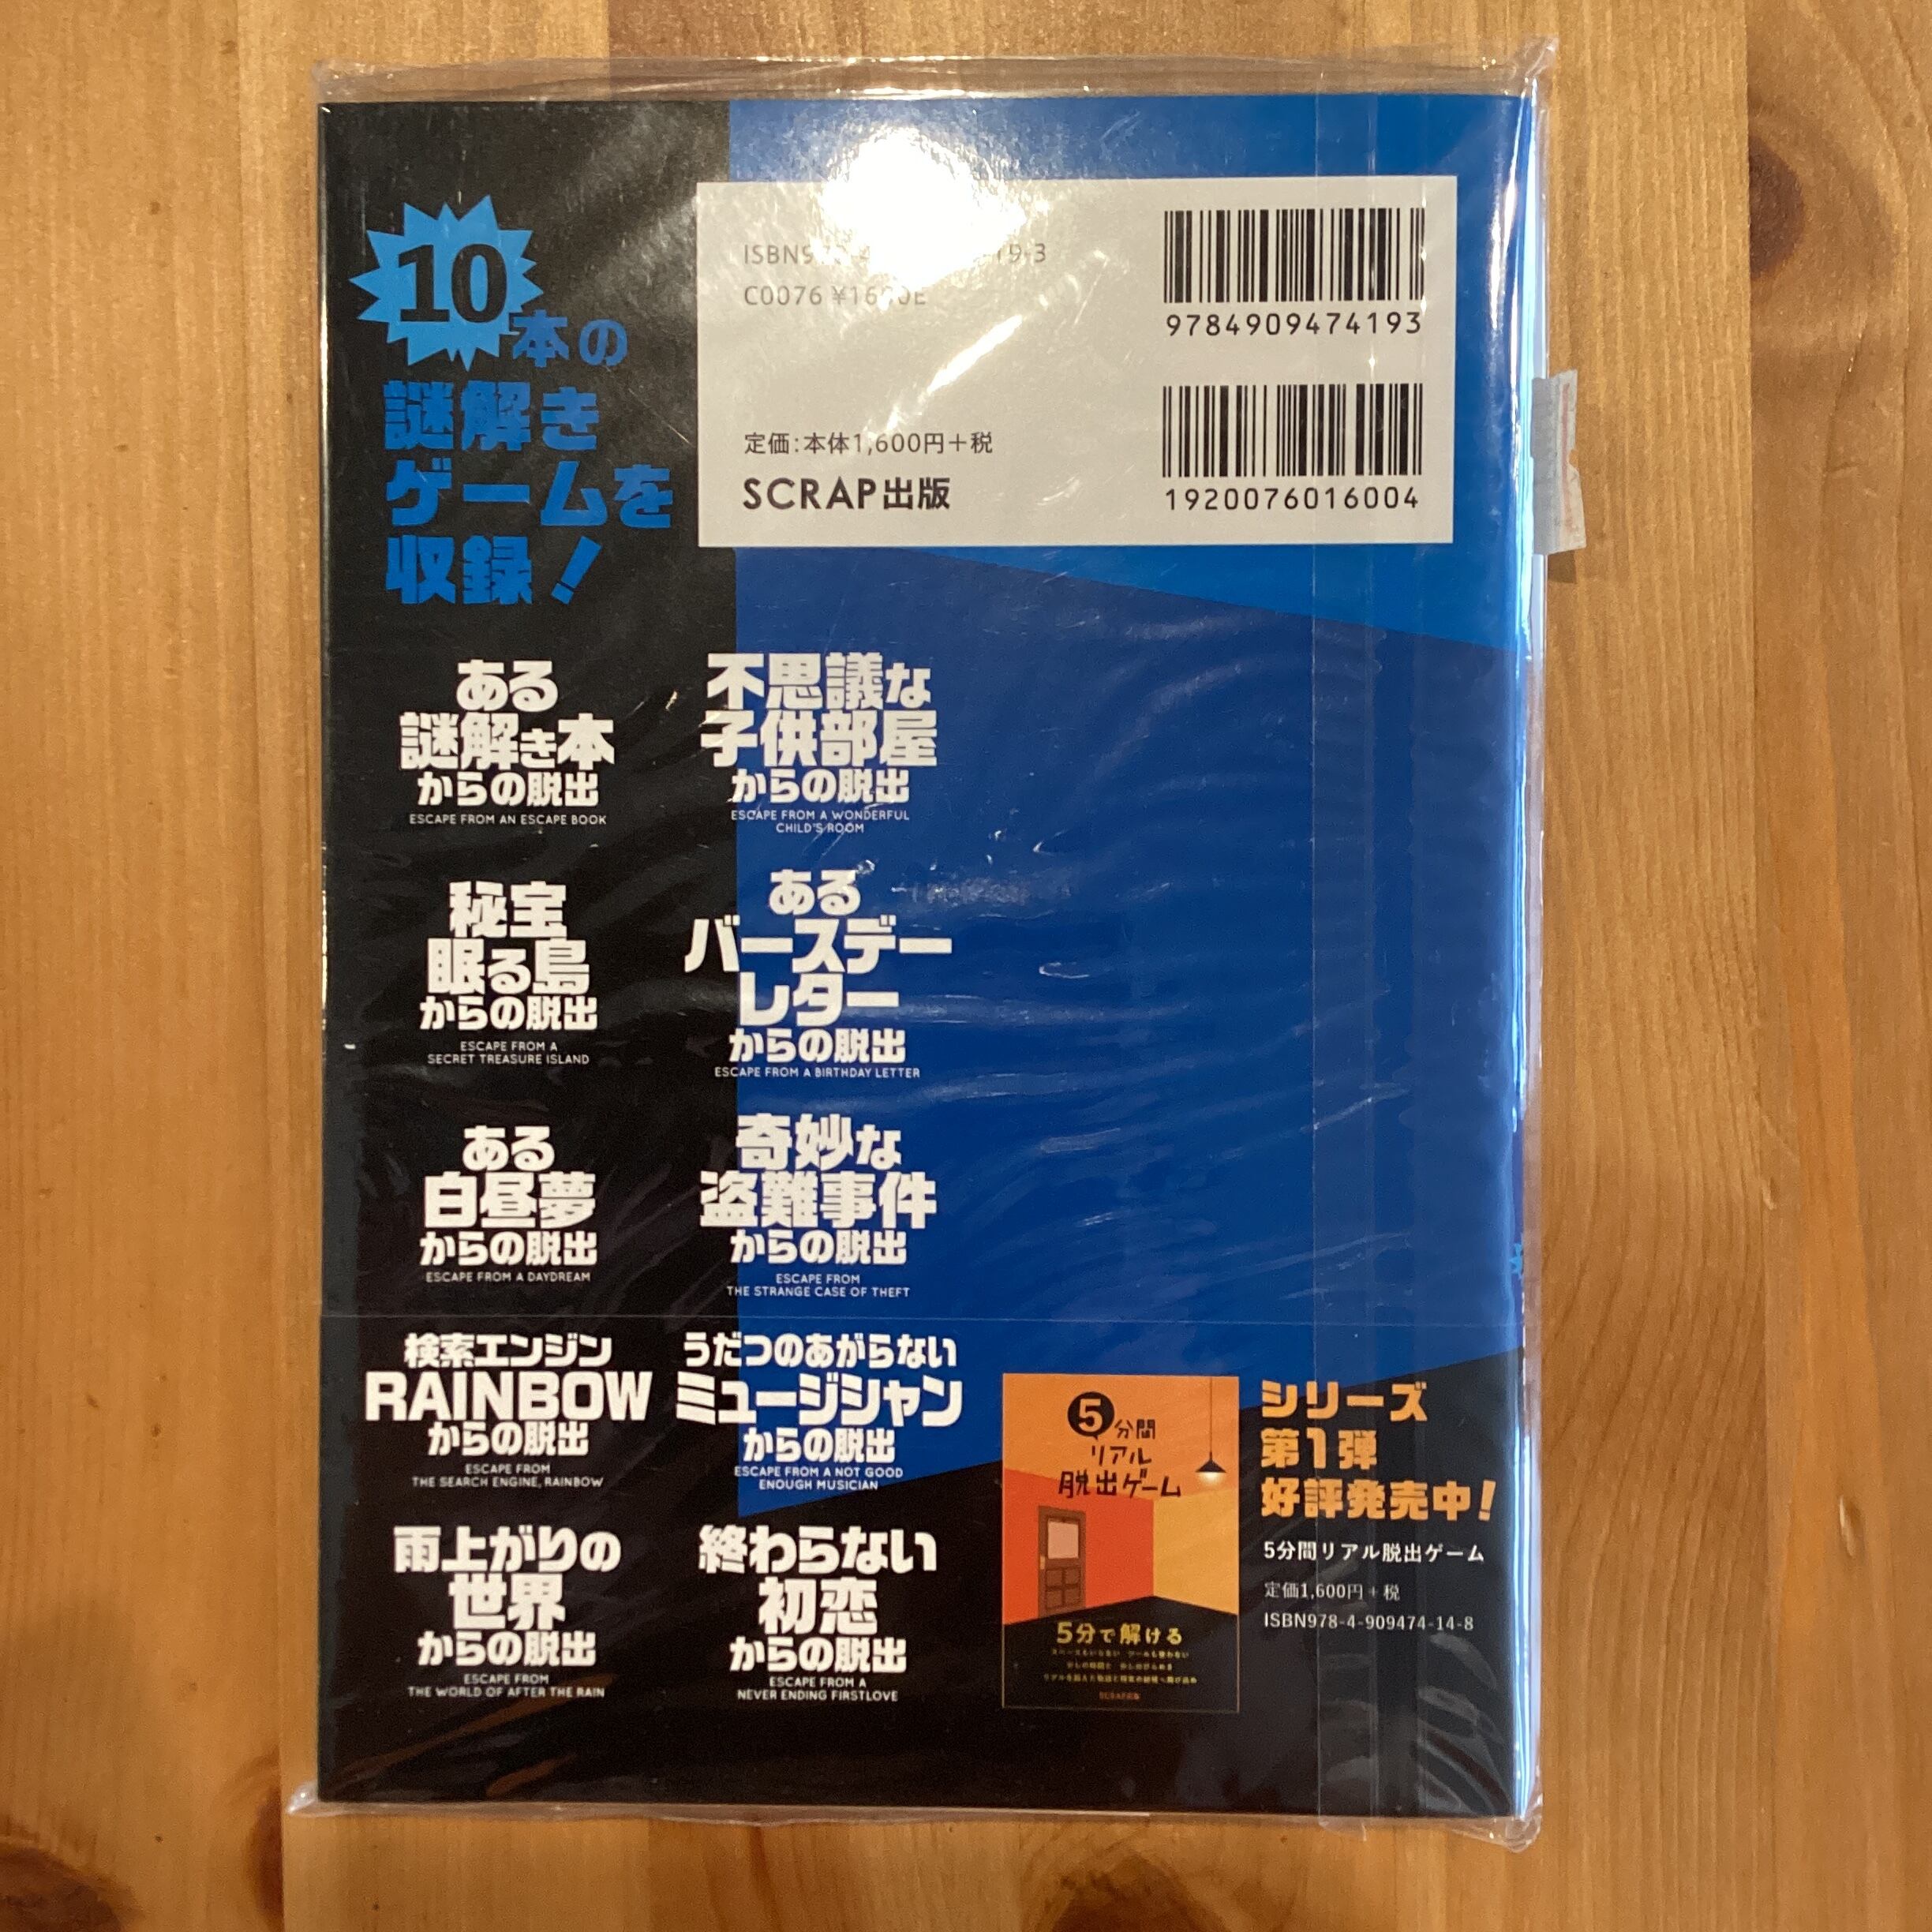 10本の
謎解き
ゲームを
収録!
C0076
定価:本体1,600円+税
SCRAP出版
9784909474193
1920076016004
ある
謎解き本
からの脱出
ESCAPE FROM AN ESCAPE BOOK
不思議な
子供部屋
からの脱出
ESCAPE FROM A WONDERFUL
CHILD'S ROOM
秘宝
眠る島
からの脱出
ESCAPE FROM A
SECRET TREASURE ISLAND
ある
バースデー
レター
からの脱出
ESCAPE FROM A BIRTHDAY LETTER
ある
白昼夢
からの脱出
ESCAPE FROM A DAYDREAM
奇妙な
盗難事件
からの脱出
ESCAPE FROM
THE STRANGE CASE OF THEFT
検索エンジン
RAINBOW
からの脱出
ESCAPE FROM
THE SEARCH ENGINE, RAINBOW
うだつのあがらない
ミュージシャン
からの脱出
ESCAPE FROM A NOT GOOD
ENOUGH MUSICIAN
雨上がりの
世界
からの脱出
ESCAPE FROM
THE WORLD OF AFTER THE RAIN
終わらない
初恋
からの脱出
ESCAPE FROM A
NEVER ENDING FIRSTLOVE
5分間
リアル
脱出ゲーム
5分で解ける
シリーズ
第1弾
好評発売中!
5分間リアル脱出ゲーム
定価1,600円+税
ISBN978-4-909474-14-8